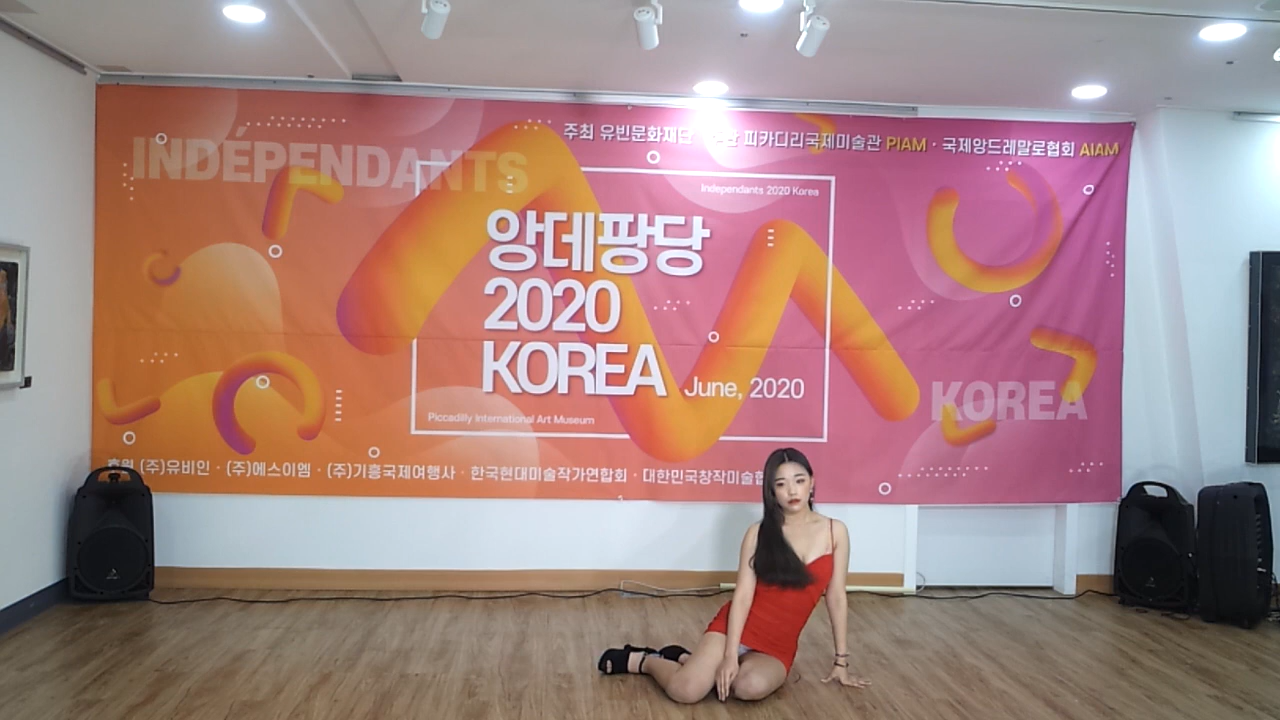 주최 유빈문화재단 피카디리국제미술관 PIAM · 국제앙드레말로협회 AIAM
INDÉPENDANTS
Independants 2020 Korea
앙데팡당
2020
KOREA
June, 2020
KOREA
Piccadilly International Art Museum
후원 (주)유비인 · (주)에스이엠 · (주)기흥국제여행사 · 한국현대미술작가연합회 · 대한민국창작미술협